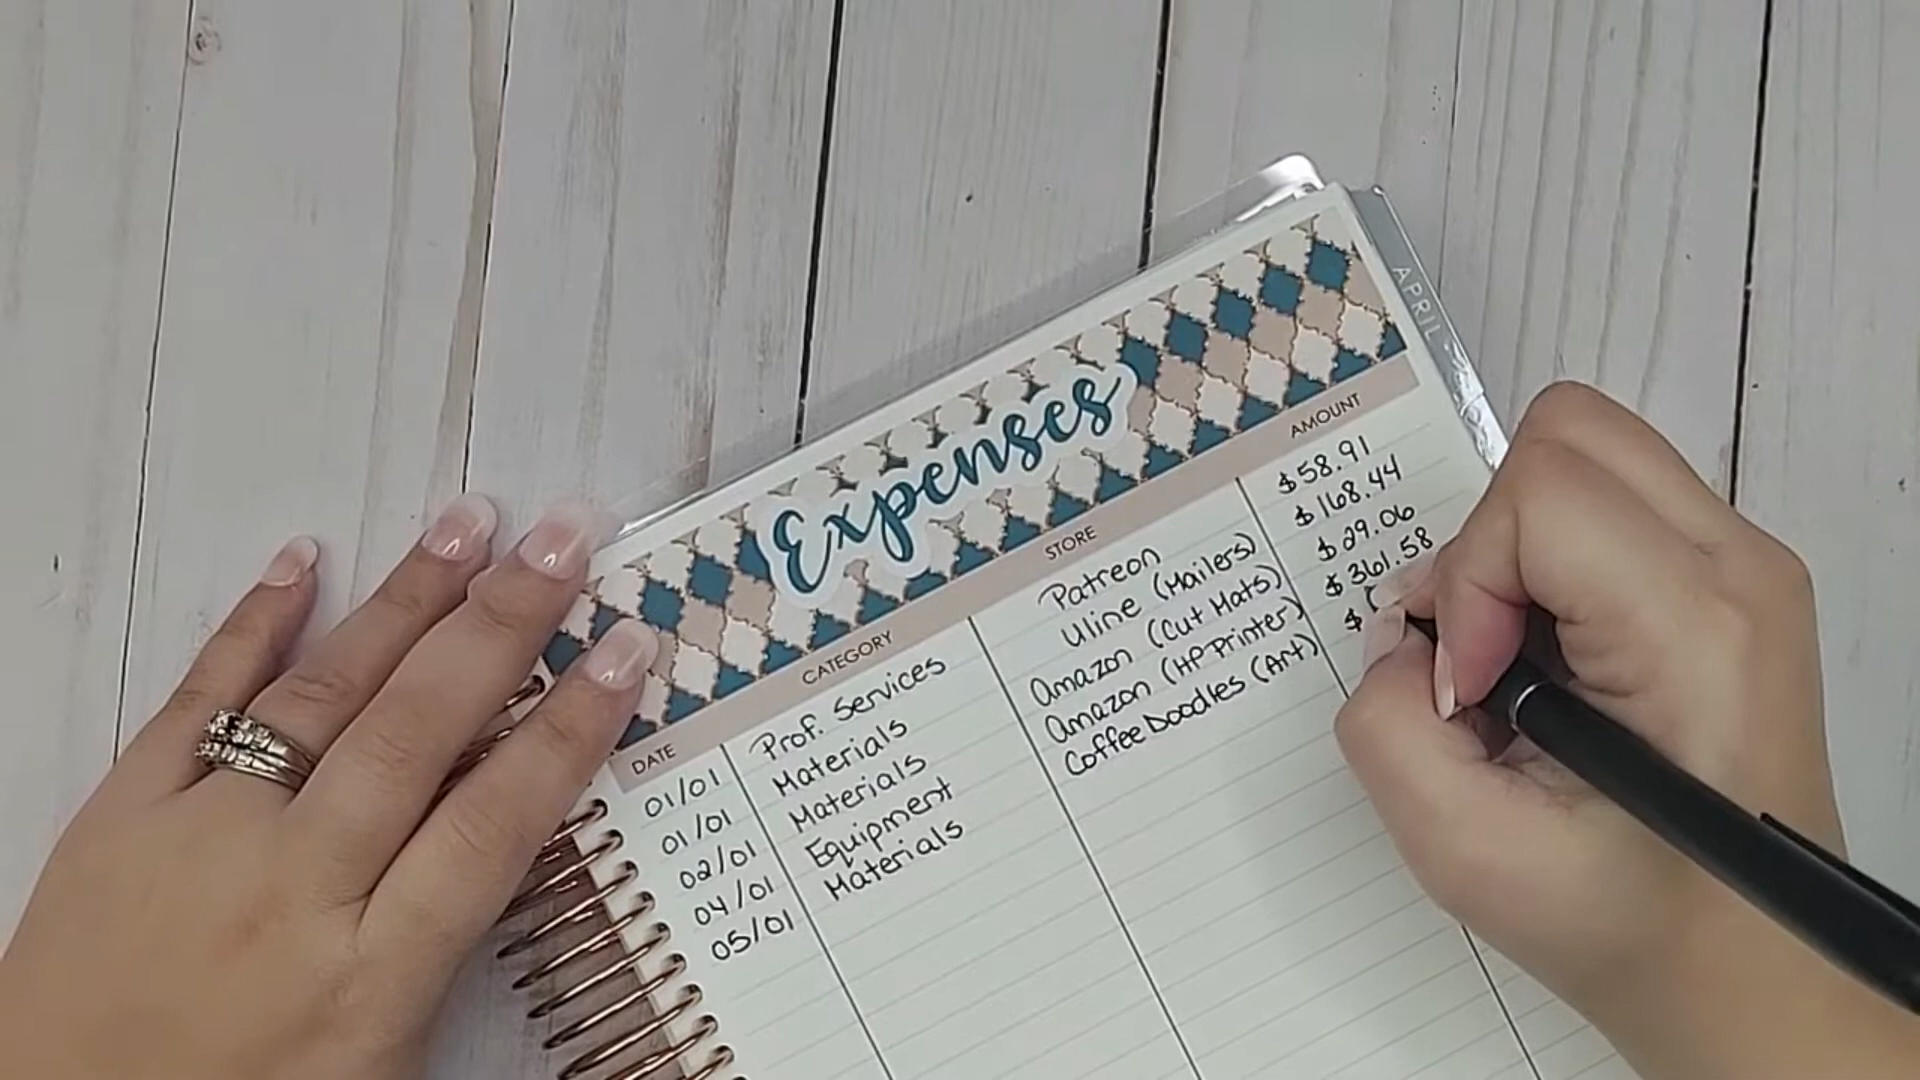 APRIL
Expenses
DATE CATEGORY STORE AMOUNT
01/01 Prof. Services Patreon $58.91
01/01 Materials Uline (Mailers) $168.44
02/01 Materials Amazon (Cut Mats) $29.06
04/01 Equipment Amazon (HP Printer) $361.58
05/01 Materials CoffeeDoodles (Art) $